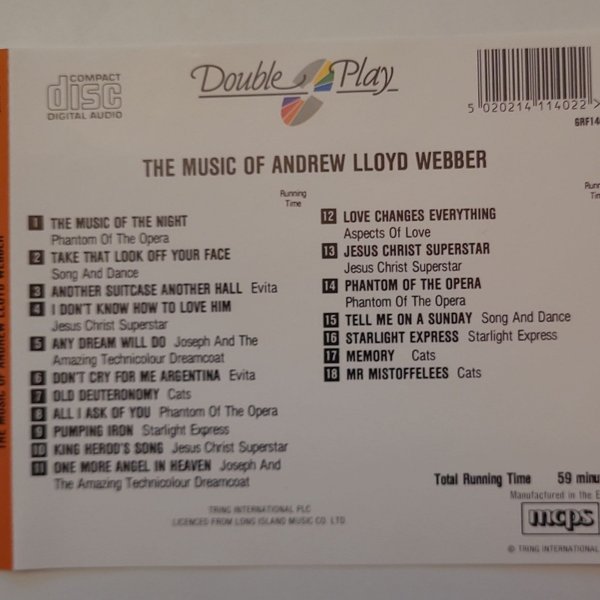 COMPACT
disc
DIGITAL AUDIO
Double Play
5 020214 114022 >
GRF14
THE MUSIC OF ANDREW LLOYD WEBBER
THE MUSIC OF ANDREW LLOYD WEBBER
Running
Time
1 THE MUSIC OF THE NIGHT
Phantom Of The Opera
2 TAKE THAT LOOK OFF YOUR FACE
Song And Dance
3 ANOTHER SUITCASE ANOTHER HALL Evita
4 I DON'T KNOW HOW TO LOVE HIM
Jesus Christ Superstar
5 ANY DREAM WILL DO Joseph And The
Amazing Technicolour Dreamcoat
6 DON'T CRY FOR ME ARGENTINA Evita
7 OLD DEUTERONOMY Cats
8 ALL I ASK OF YOU Phantom Of The Opera
9 PUMPING IRON Starlight Express
10 KING HEROD'S SONG Jesus Christ Superstar
11 ONE MORE ANGEL IN HEAVEN Joseph And
The Amazing Technicolour Dreamcoat
Runn
Tim
12 LOVE CHANGES EVERYTHING
Aspects Of Love
13 JESUS CHRIST SUPERSTAR
Jesus Christ Superstar
14 PHANTOM OF THE OPERA
Phantom Of The Opera
15 TELL ME ON A SUNDAY Song And Dance
16 STARLIGHT EXPRESS Starlight Express
17 MEMORY Cats
18 MR MISTOFFELEES Cats
Total Running Time 59 minu
Manufactured in the E
TRING INTERNATIONAL PLC
LICENCED FROM LONG ISLAND MUSIC CO. LTD.
mcps
© TRING INTERNATIONAL